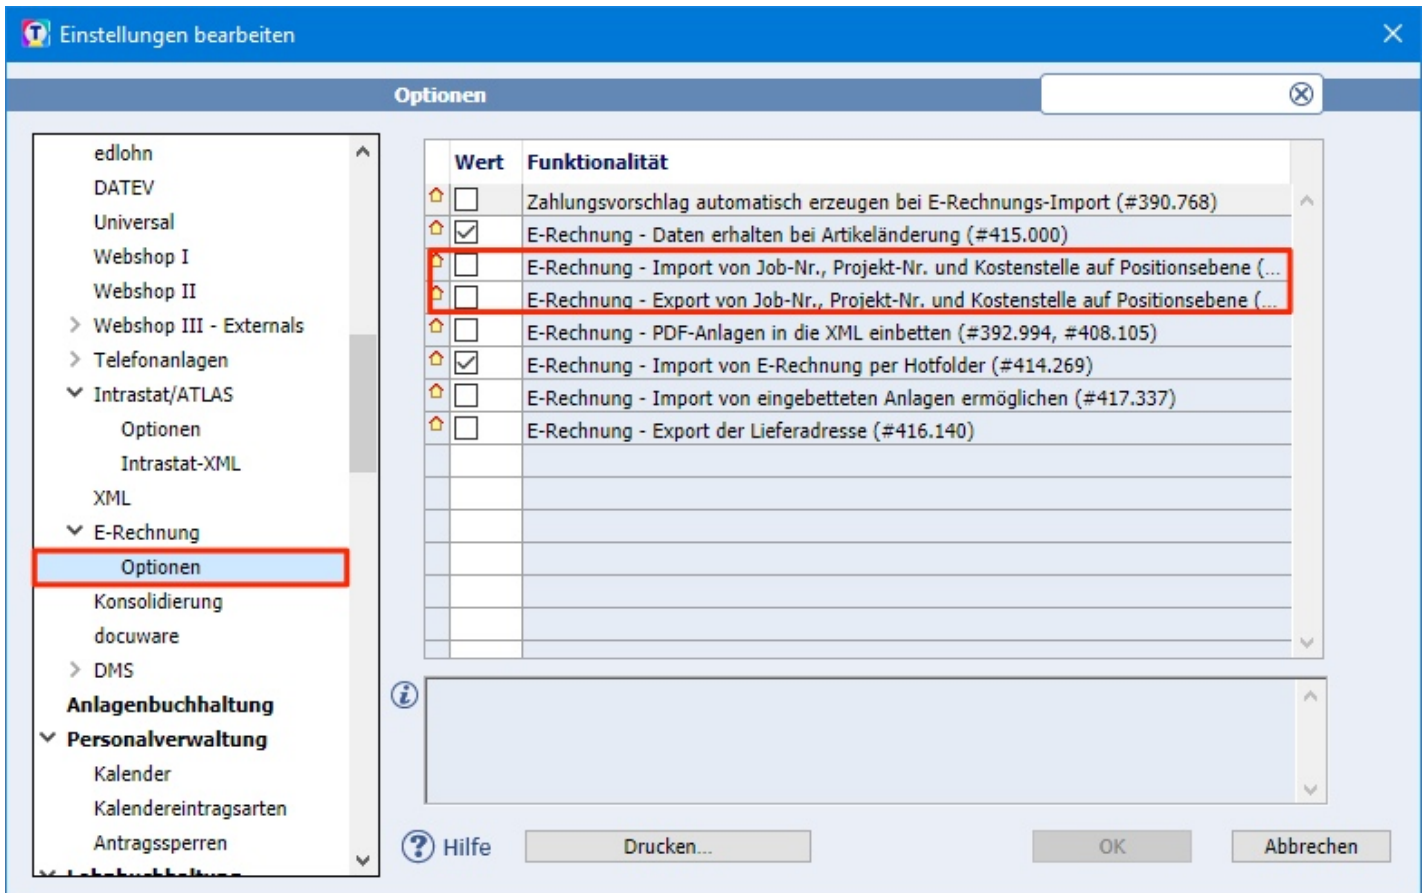 Einstellungen bearbeiten
Optionen
edlohn
DATEV
Universal
Webshop I
Webshop II
Webshop III - Externals
Telefonanlagen
Intrastat/ATLAS
Optionen
Intrastat-XML
XML
E-Rechnung
Optionen
Konsolidierung
docuware
DMS
Anlagenbuchhaltung
Personalverwaltung
Kalender
Kalendereintragsarten
Antragssperren
Wert Funktionalität
Zahlungsvorschlag automatisch erzeugen bei E-Rechnungs-Import (#390.768)
E-Rechnung - Daten erhalten bei Artikeländerung (#415.000)
E-Rechnung - Import von Job-Nr., Projekt-Nr. und Kostenstelle auf Positionsebene (...
E-Rechnung - Export von Job-Nr., Projekt-Nr. und Kostenstelle auf Positionsebene (...
E-Rechnung - PDF-Anlagen in die XML einbetten (#392.994, #408.105)
E-Rechnung - Import von E-Rechnung per Hotfolder (#414.269)
E-Rechnung - Import von eingebetteten Anlagen ermöglichen (#417.337)
E-Rechnung - Export der Lieferadresse (#416.140)
Hilfe
Drucken...
OK
Abbrechen